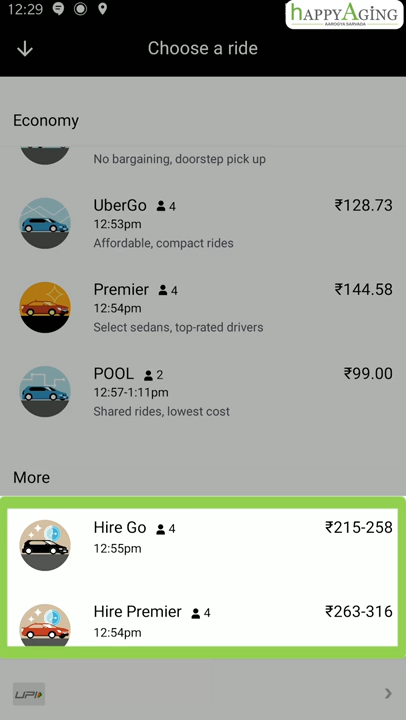 12:29
hAPPYAGING
AAROGYA SAPHADA
Choose a ride
Economy
No bargaining, doorstep pick up
UberGo 4 ₹128.73
12:53pm
Affordable, compact rides
Premier 4 ₹144.58
12:54pm
Select sedans, top-rated drivers
POOL 2 ₹99.00
12:57-1:11pm
Shared rides, lowest cost
More
Hire Go 4 ₹215-258
12:55pm
Hire Premier 4 ₹263-316
12:54pm
UPI